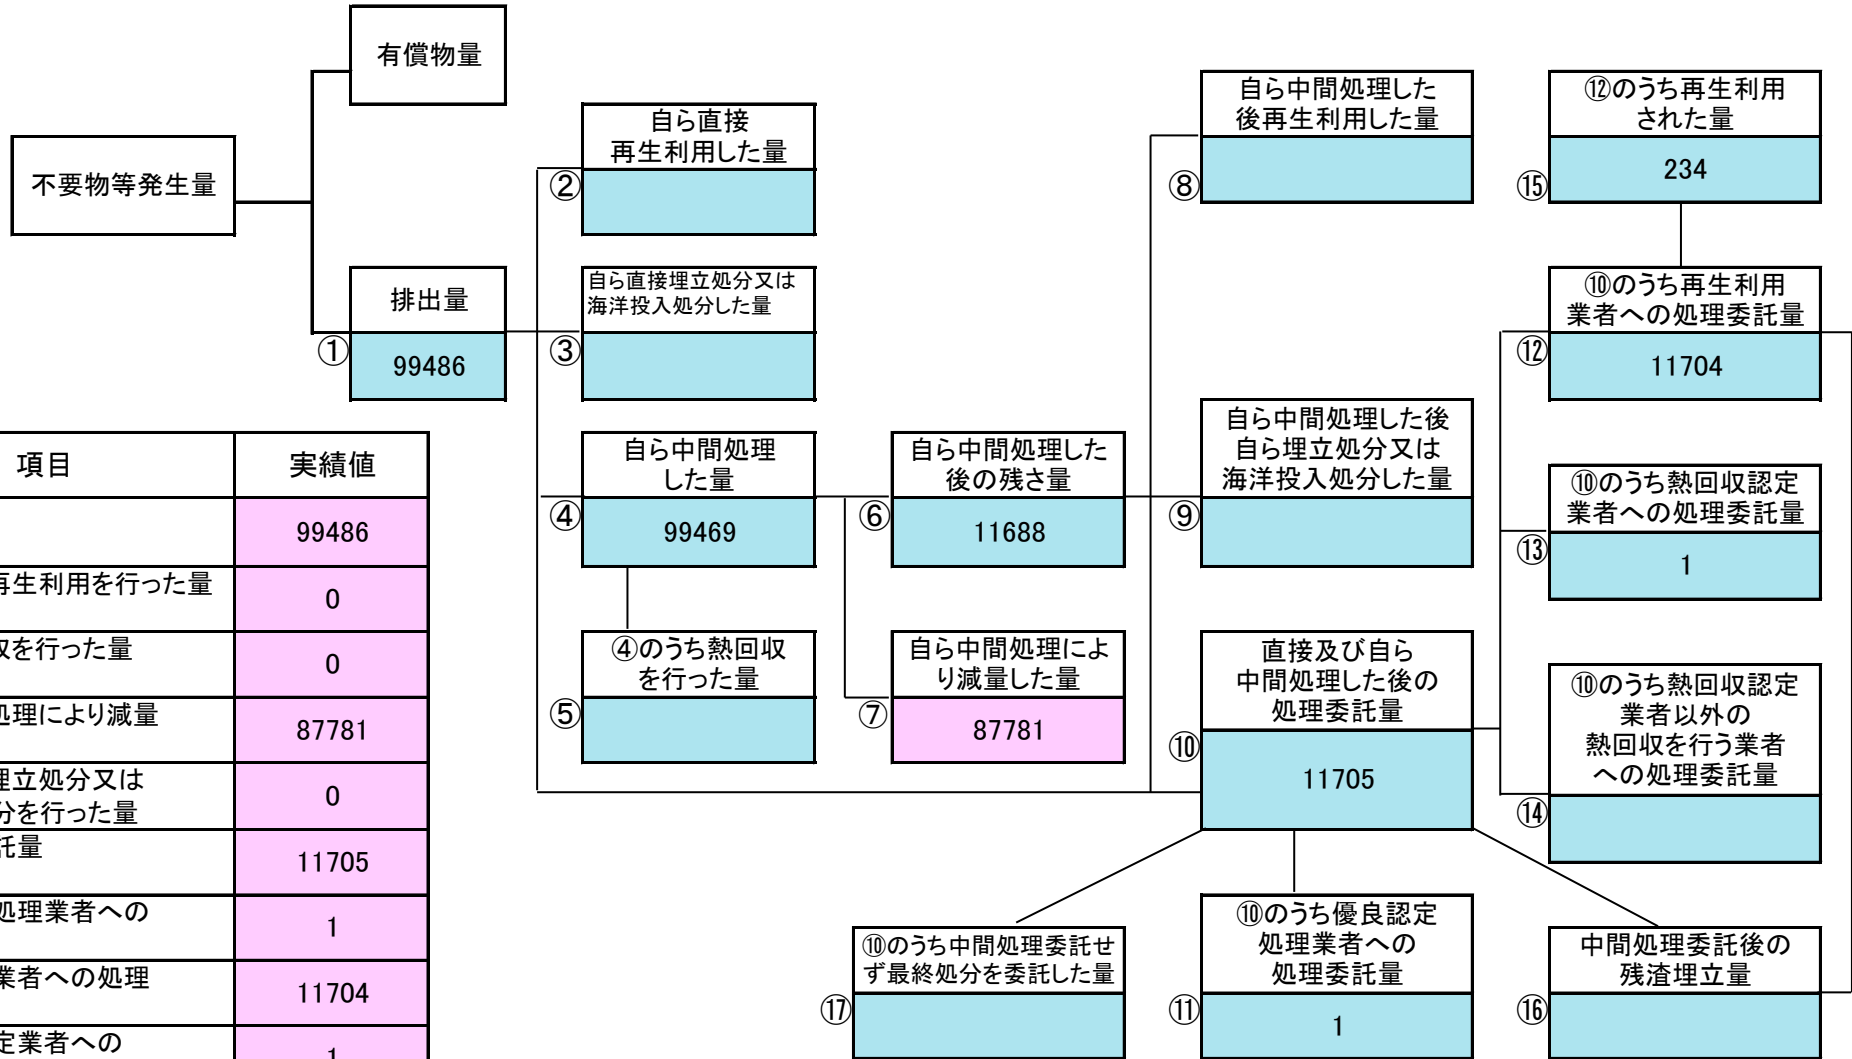 有償物量
不要物等発生量
排出量
①
99486
自ら直接
再生利用した量
②
自ら直接埋立処分又は
海洋投入処分した量
③
自ら中間処理
した量
④
99469
④のうち熱回収
を行った量
⑤
自ら中間処理した
後の残さ量
⑥
11688
自ら中間処理によ
り減量した量
⑦
87781
自ら中間処理した
後再生利用した量
⑧
自ら中間処理した後
自ら埋立処分又は
海洋投入処分した量
⑨
直接及び自ら
中間処理した後の
処理委託量
⑩
11705
⑫のうち再生利用
された量
⑮
234
⑩のうち再生利用
業者への処理委託量
⑫
11704
⑩のうち熱回収認定
業者への処理委託量
⑬
1
⑩のうち熱回収認定
業者以外の
熱回収を行う業者
への処理委託量
⑭
⑩のうち中間処理委託せ
ず最終処分を委託した量
⑰
⑩のうち優良認定
処理業者への
処理委託量
⑪
1
中間処理委託後の
残渣埋立量
⑯
項目 実績値
99486
再生利用を行った量
0
を行った量
0
処理により減量
87781
埋立処分又は
分を行った量
0
託量
11705
処理業者への
1
業者への処理
11704
定業者への
1